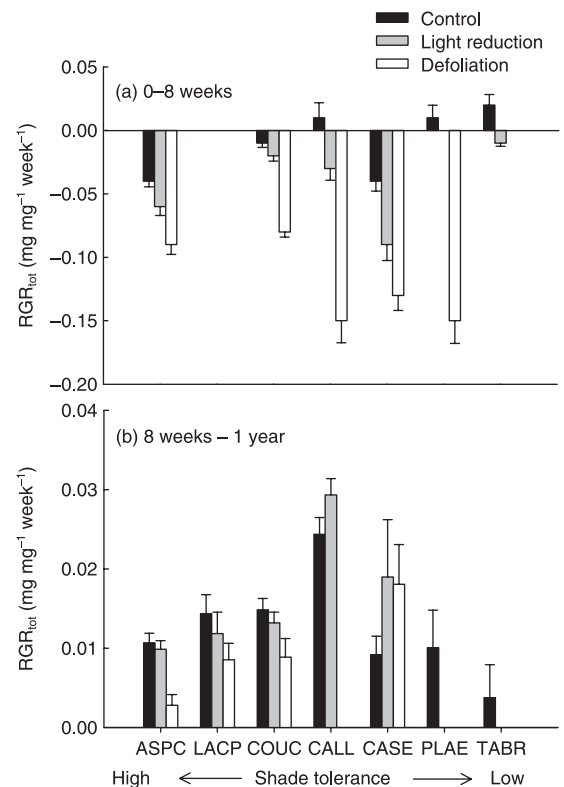 Control
Light reduction
Defoliation
(a) 0–8 weeks
0.05
0.00
−0.05
−0.10
−0.15
−0.20
RGRtot (mg mg−1 week−1)
(b) 8 weeks – 1 year
0.04
0.03
0.02
0.01
0.00
RGRtot (mg mg−1 week−1)
ASPC LACP COUC CALL CASE PLAE TABR
High ← Shade tolerance → Low